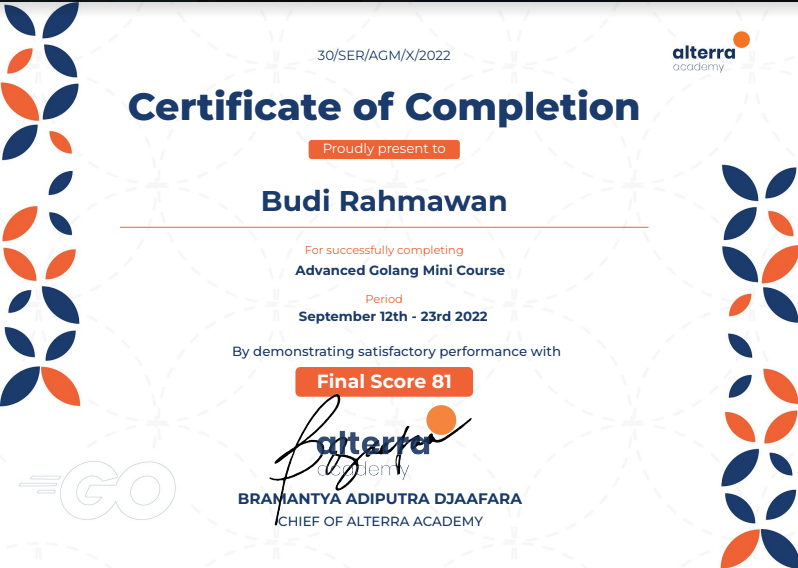 30/SER/AGM/X/2022
alterra
academy
Certificate of Completion
Proudly present to
Budi Rahmawan
For successfully completing
Advanced Golang Mini Course
Period
September 12th - 23rd 2022
By demonstrating satisfactory performance with
Final Score 81
alterra
academy
GO
BRAMANTYA ADIPUTRA DJAAFARA
CHIEF OF ALTERRA ACADEMY